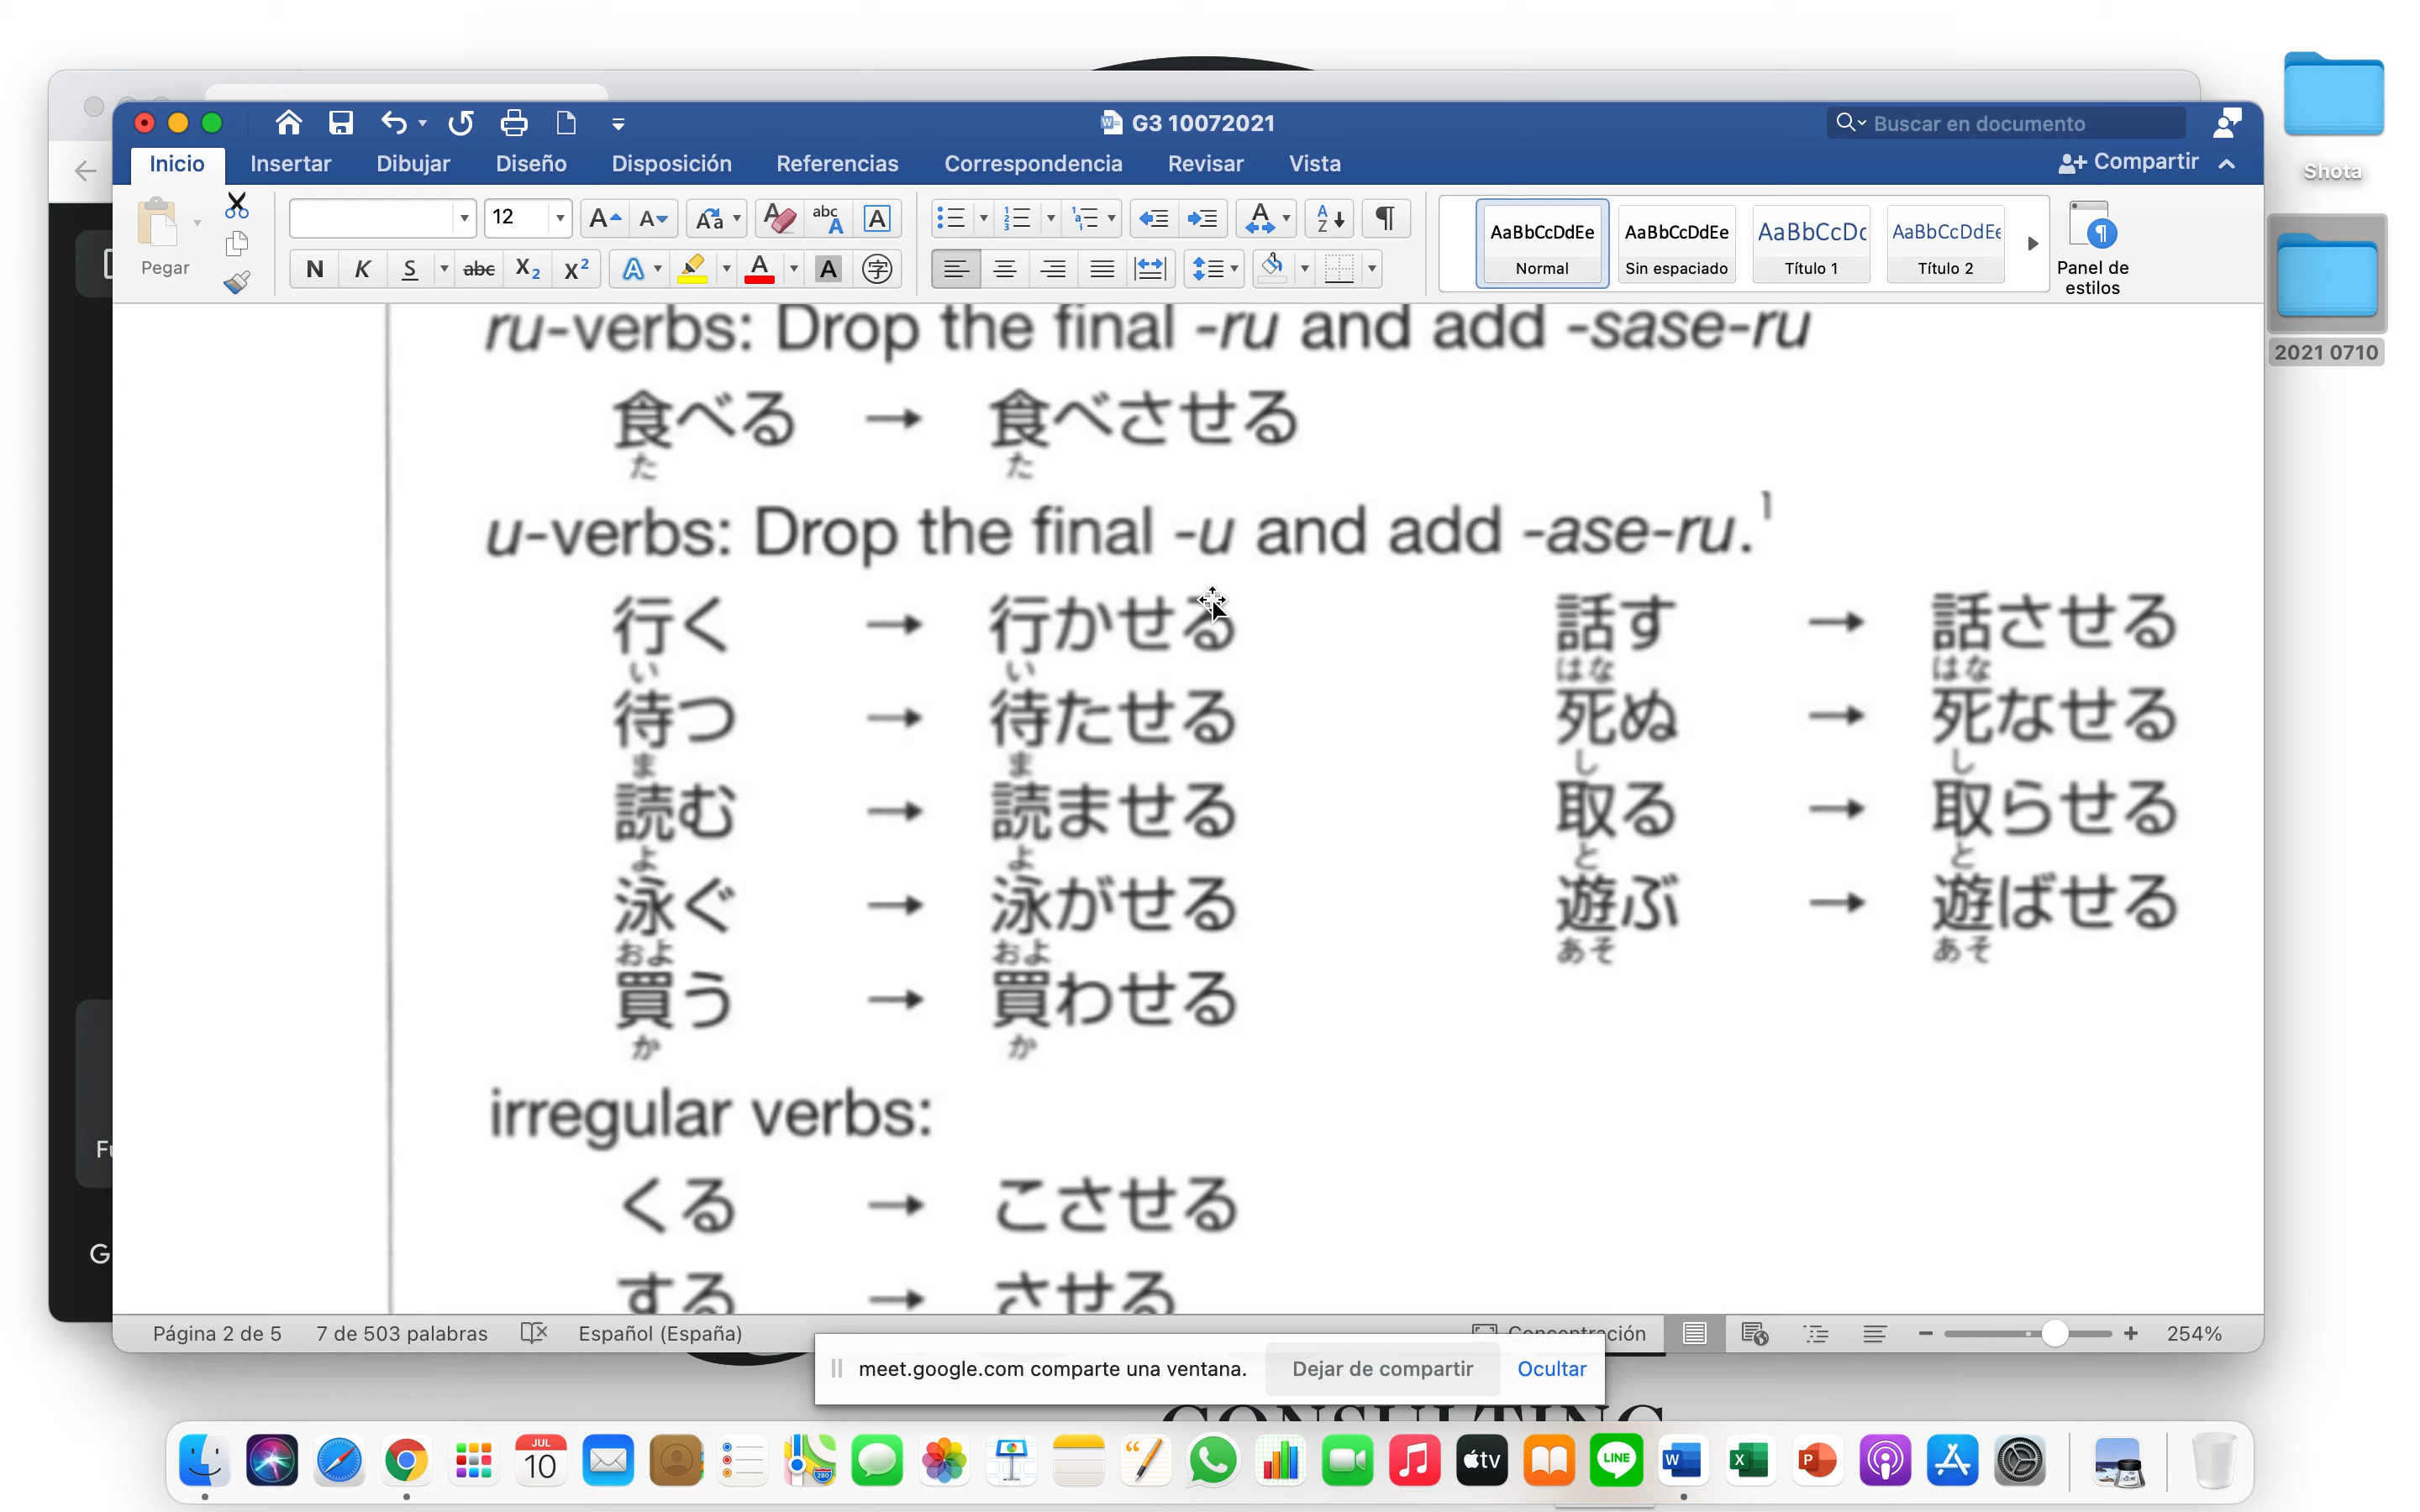 G3 10072021
Buscar en documento
Inicio Insertar Dibujar Diseño Disposición Referencias Correspondencia Revisar Vista Compartir
Pegar
12
N K S abc X₂ X²
AaBbCcDdEe AaBbCcDdEe AaBbCcDc AaBbCcDdEe
Normal Sin espaciado Título 1 Título 2
Panel de estilos
Shota
2021 0710
ru-verbs: Drop the final -ru and add -sase-ru
食べる → 食べさせる
た た
u-verbs: Drop the final -u and add -ase-ru.¹
行く → 行かせる 話す → 話させる
い い はな はな
待つ → 待たせる 死ぬ → 死なせる
ま ま し し
読む → 読ませる 取る → 取らせる
よ よ と と
泳ぐ → 泳がせる 遊ぶ → 遊ばせる
およ およ あそ あそ
買う → 買わせる
か か
irregular verbs:
くる → こさせる
する → させる
Página 2 de 5 7 de 503 palabras Español (España) Concentración 254%
meet.google.com comparte una ventana. Dejar de compartir Ocultar
CONSULTING
JUL
10
tv
LINE
W
X
P